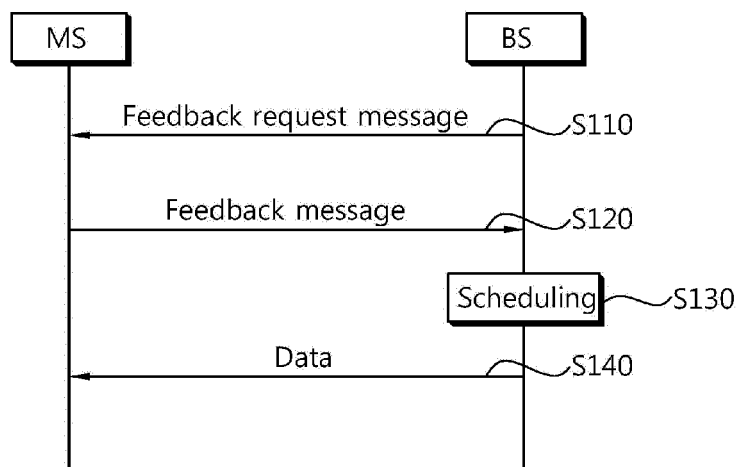 MS
BS
Feedback request message
S110
Feedback message
S120
Scheduling
S130
Data
S140